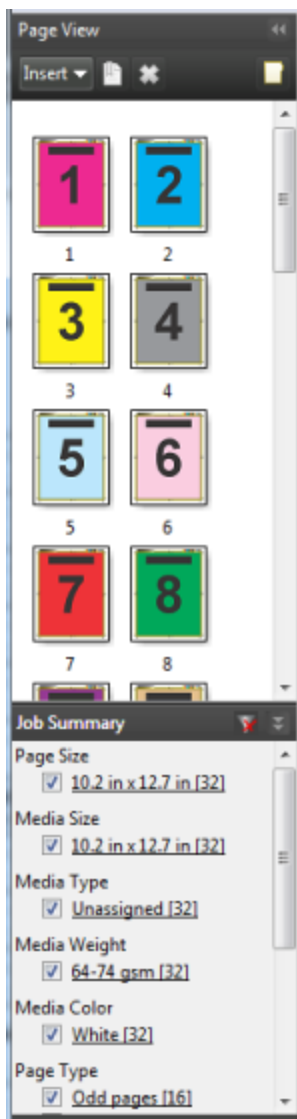 Page View
Insert
1 2
1 2
3 4
3 4
5 6
5 6
7 8
7 8
Job Summary
Page Size
10.2 in x 12.7 in [32]
Media Size
10.2 in x 12.7 in [32]
Media Type
Unassigned [32]
Media Weight
64-74 gsm [32]
Media Color
White [32]
Page Type
Odd pages [16]